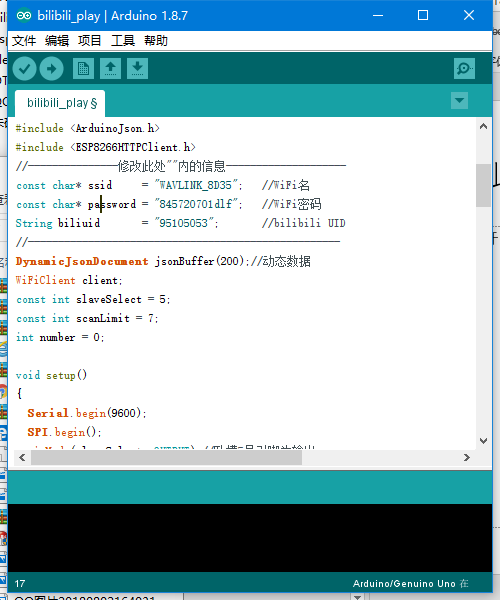 bilibili_play | Arduino 1.8.7
文件 编辑 项目 工具 帮助
bilibili_play §
#include <ArduinoJson.h>
#include <ESP8266HTTPClient.h>
//———————修改此处""内的信息————————
const char* ssid = "WAVLINK_8D35"; //WiFi名
const char* password = "845720701dlf"; //WiFi密码
String biliuid = "95105053"; //bilibili UID
//————————————————————————
DynamicJsonDocument jsonBuffer(200);//动态数据
WiFiClient client;
const int slaveSelect = 5;
const int scanLimit = 7;
int number = 0;
void setup()
{
Serial.begin(9600);
SPI.begin();
17
Arduino/Genuino Uno 在